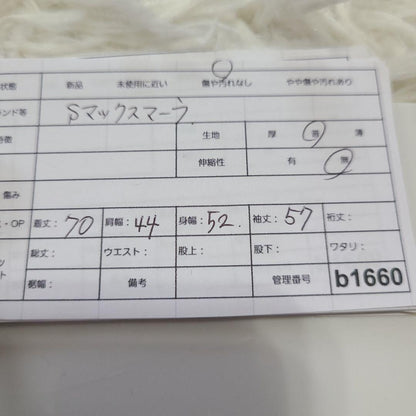 状態 新品 未使用に近い 傷や汚れなし やや傷や汚れあり
ンド等 Sマックスマーラ
特徴 生地 厚 普 薄
伸縮性 有 無
傷み
・OP 着丈：70 肩幅：44 身幅：52. 袖丈：57 裄丈：
ッ 総丈： ウエスト： 股上： 股下： ワタリ：
ト 裾幅： 備考 管理番号 b1660